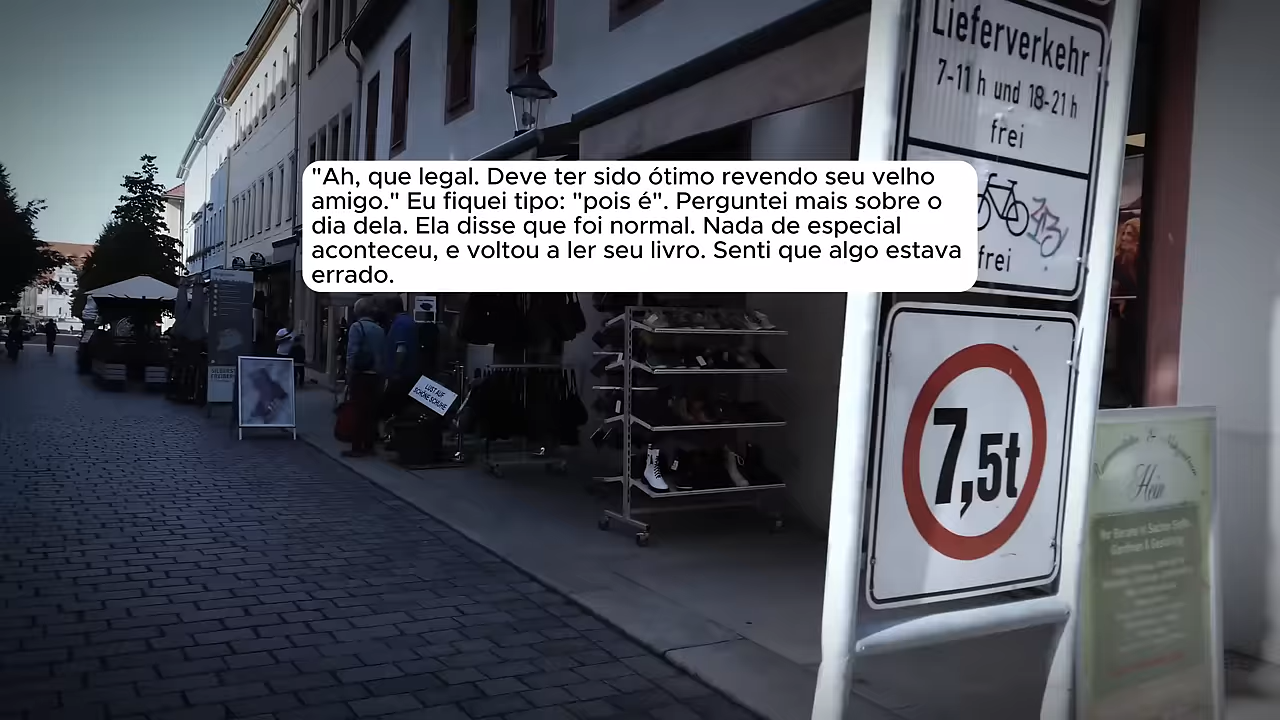 Lieferverkehr
7-11 h und 18-21 h
frei
"Ah, que legal. Deve ter sido ótimo revendo seu velho
amigo." Eu fiquei tipo: "pois é". Perguntei mais sobre o
dia dela. Ela disse que foi normal. Nada de especial
aconteceu, e voltou a ler seu livro. Senti que algo estava
errado.
frei
7,5t
LUST AUF
SCHÖNE SCHUHE
Hein